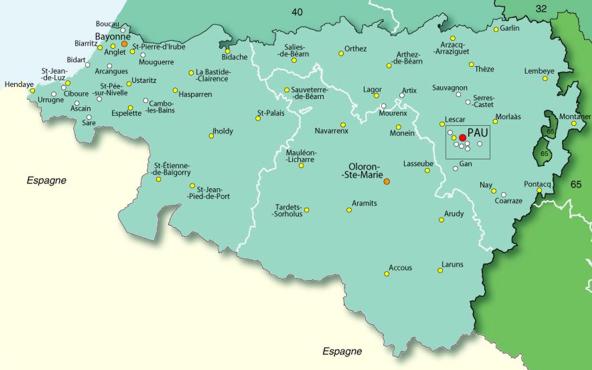 40
32
Boucau
Bayonne
Biarritz
Anglet
St-Pierre-d'Irube
Bidart
Mouguerre
Bidache
Salies-
-de-Béarn
Orthez
Arthez-
-de-Béarn
Arzacq-
-Arraziguet
Garlin
Thèze
Lembeye
St-Jean-
-de-Luz
Arcangues
La Bastide-
-Clairence
Hendaye
Urrugne
Ciboure
St-Pée-
-sur-Nivelle
Ustaritz
Hasparren
Cambo-
-les-Bains
Ascain
Sare
Espelette
Sauveterre-
-de-Béarn
Lagor
Artix
Mourenx
Sauvagnon
Serres-
-Castet
St-Palais
Navarrenx
Monein
Lescar
Morlaàs
Montaner
PAU
65
65
Iholdy
Mauléon-
-Licharre
Oloron-
-Ste-Marie
Lasseube
Gan
St-Étienne-
-de-Baïgorry
St-Jean-
-Pied-de-Port
Espagne
Nay
Coarraze
Pontacq
65
Tardets-
-Sorholus
Aramits
Arudy
Accous
Laruns
Espagne